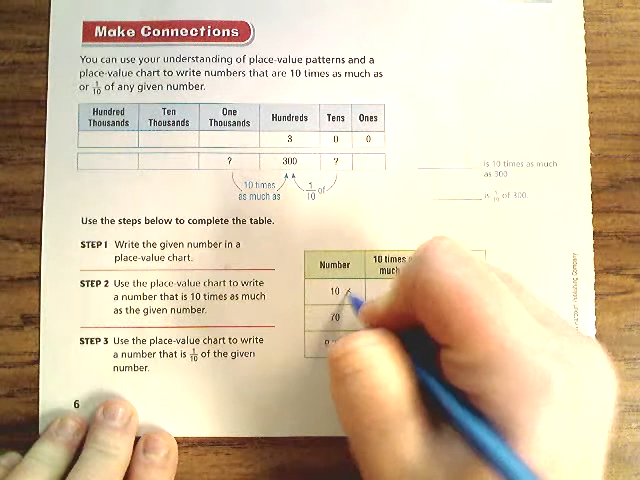 Make Connections
You can use your understanding of place-value patterns and a
place-value chart to write numbers that are 10 times as much as
or 1/10 of any given number.
Hundred Thousands Ten Thousands One Thousands Hundreds Tens Ones
3 0 0
? 300 ?
10 times as much as 1/10 of
is 10 times as much
as 300
is 1/10 of 300.
Use the steps below to complete the table.
STEP 1 Write the given number in a
place-value chart.
STEP 2 Use the place-value chart to write
a number that is 10 times as much
as the given number.
STEP 3 Use the place-value chart to write
a number that is 1/10 of the given
number.
Number 10 times
much
10
70
6